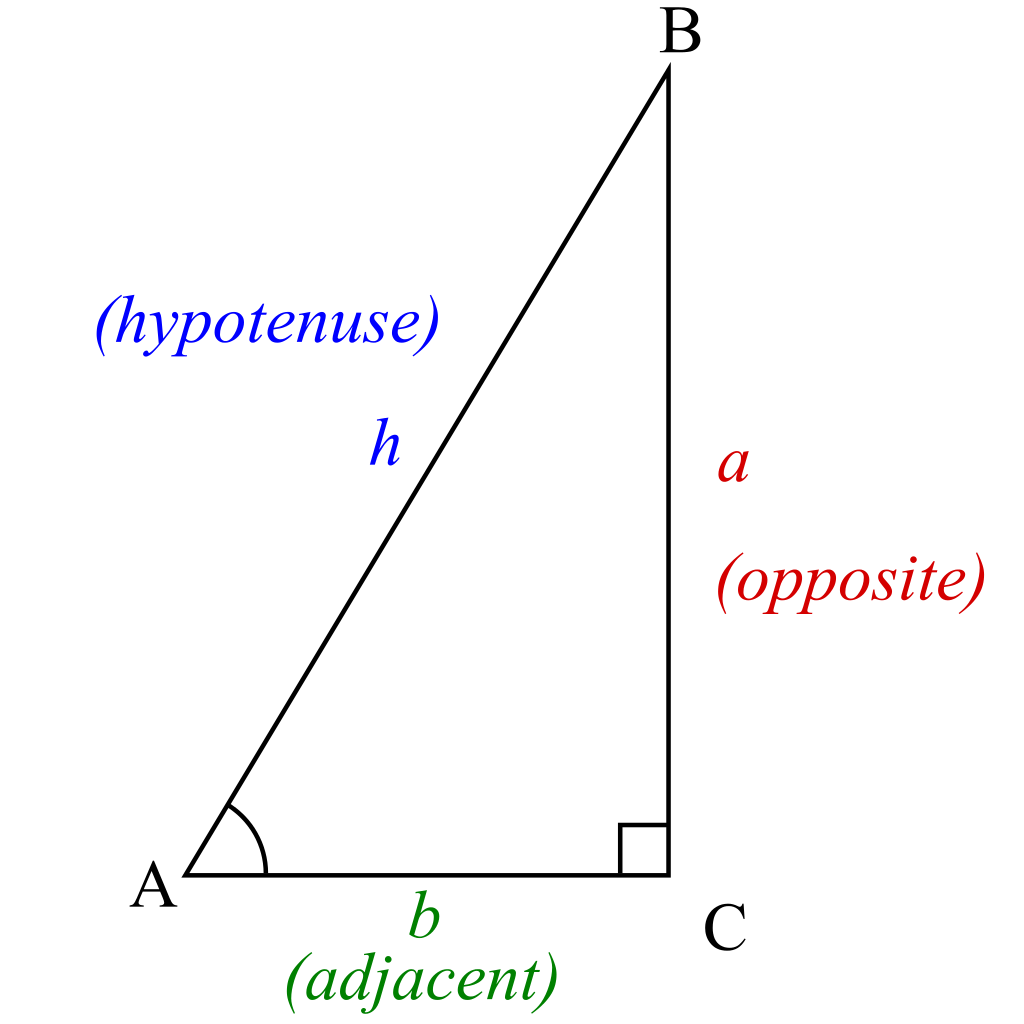 B
(hypotenuse)
h
a
(opposite)
A
b
C
(adjacent)